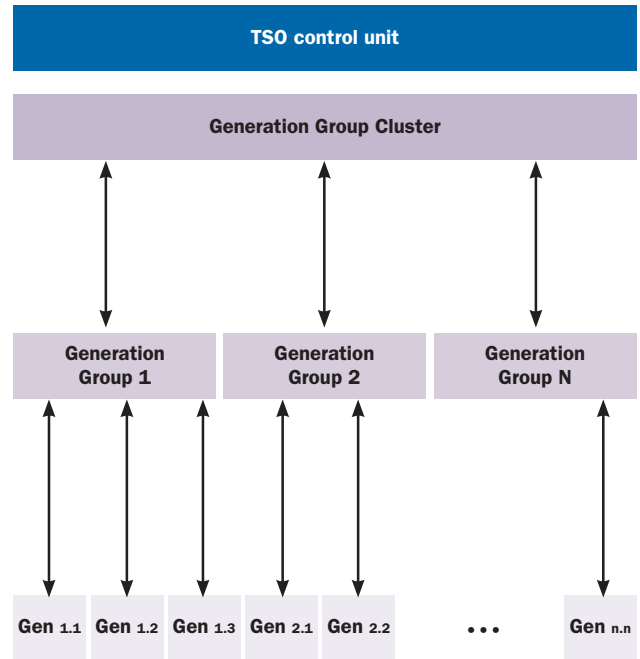 TSO control unit
Generation Group Cluster
Generation
Group 1
Generation
Group 2
Generation
Group N
Gen 1.1
Gen 1.2
Gen 1.3
Gen 2.1
Gen 2.2
...
Gen n.n